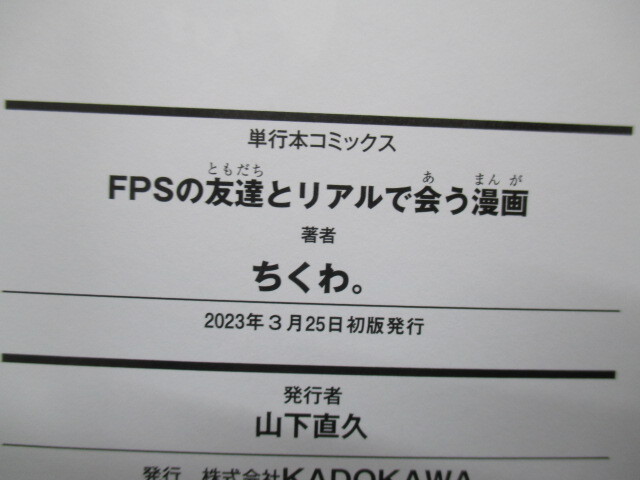 単行本コミックス
ともだち あ まん が
FPSの友達とリアルで会う漫画
著者
ちくわ。
2023年3月25日初版発行
発行者
山下直久
発行 株式会社KADOKAWA